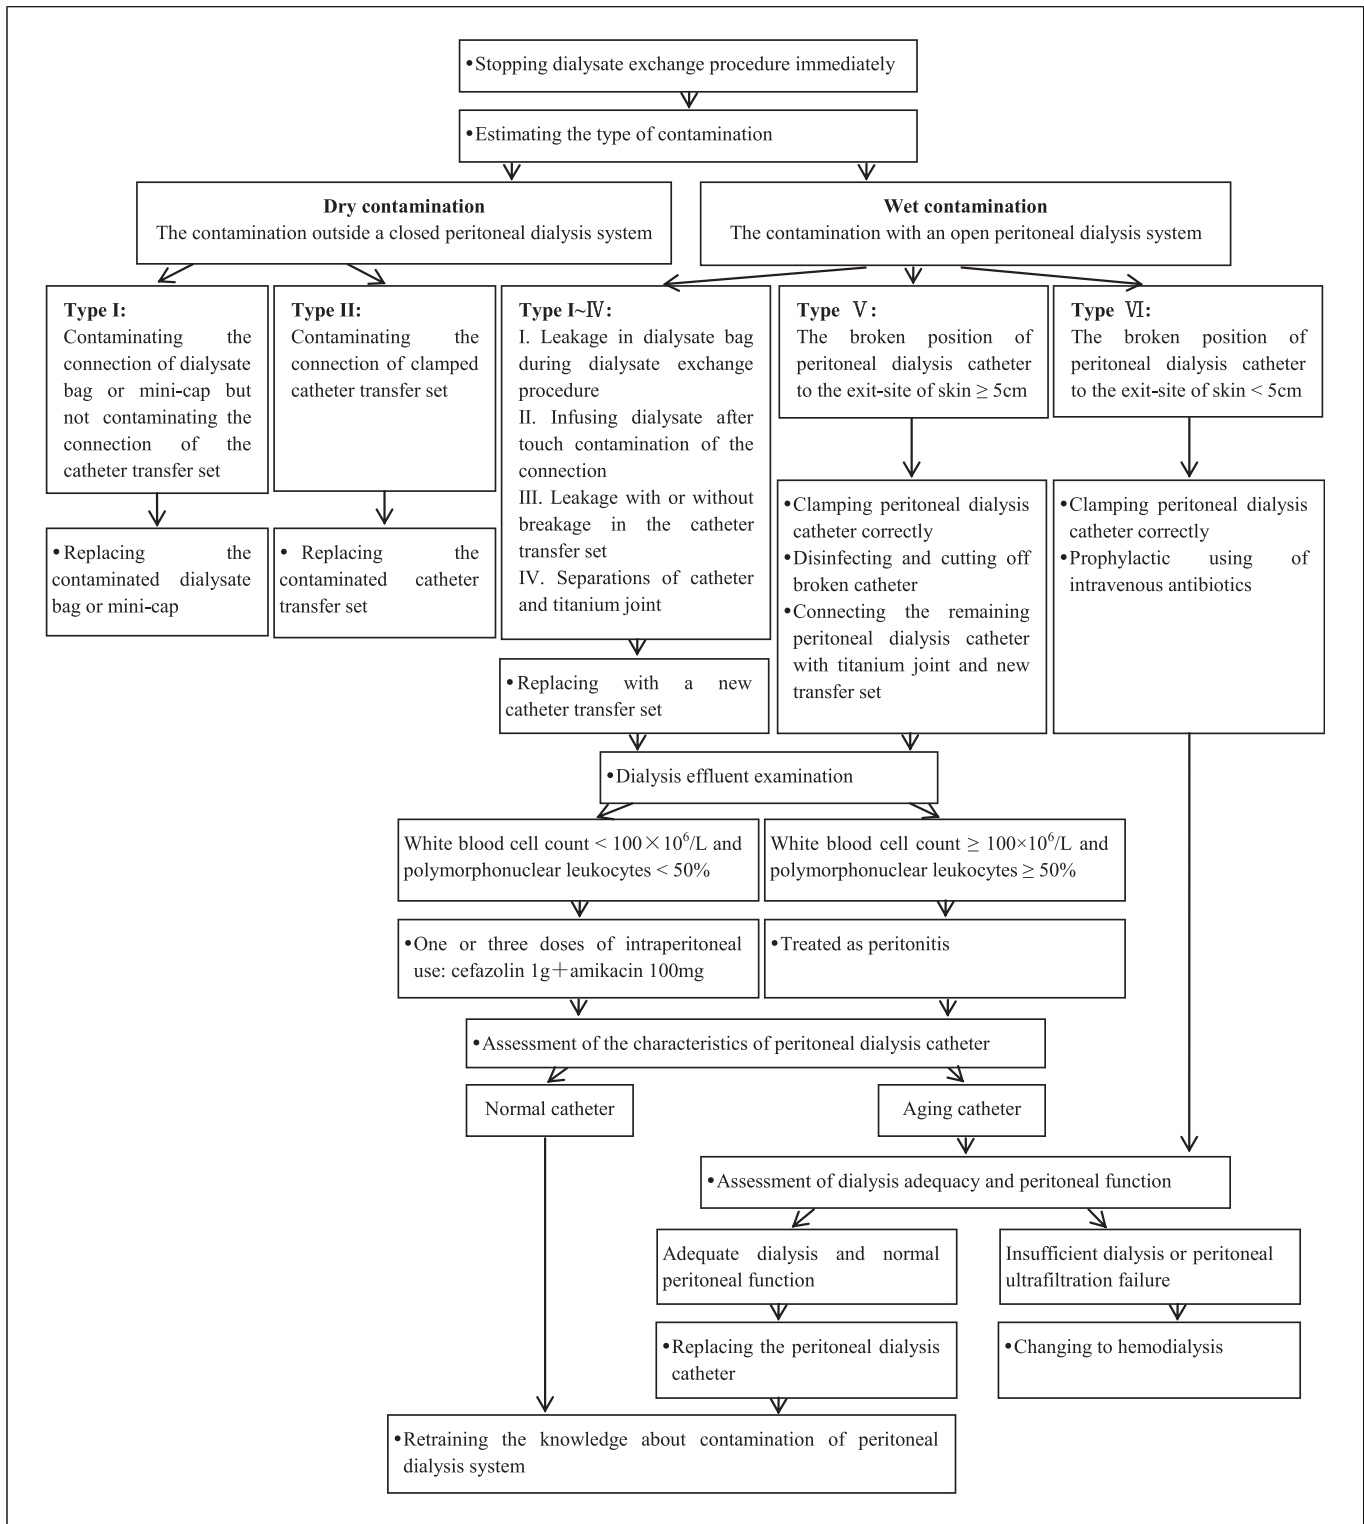 •Stopping dialysate exchange procedure immediately
•Estimating the type of contamination
Dry contamination
The contamination outside a closed peritoneal dialysis system
Wet contamination
The contamination with an open peritoneal dialysis system
Type I:
Contaminating the
connection of dialysate
bag or mini-cap but
not contaminating the
connection of the
catheter transfer set
Type II:
Contaminating the
connection of clamped
catheter transfer set
Type I~Ⅳ:
I. Leakage in dialysate bag
during dialysate exchange
procedure
II. Infusing dialysate after
touch contamination of the
connection
III. Leakage with or without
breakage in the catheter
transfer set
IV. Separations of catheter
and titanium joint
Type Ⅴ:
The broken position of
peritoneal dialysis catheter
to the exit-site of skin ≥ 5cm
Type Ⅵ:
The broken position of
peritoneal dialysis catheter
to the exit-site of skin < 5cm
•Replacing the
contaminated dialysate
bag or mini-cap
• Replacing the
contaminated catheter
transfer set
•Clamping peritoneal dialysis
catheter correctly
•Disinfecting and cutting off
broken catheter
•Connecting the remaining
peritoneal dialysis catheter
with titanium joint and new
transfer set
•Clamping peritoneal dialysis
catheter correctly
•Prophylactic using of
intravenous antibiotics
•Replacing with a new
catheter transfer set
•Dialysis effluent examination
White blood cell count < 100×10⁶/L and
polymorphonuclear leukocytes < 50%
White blood cell count ≥ 100×10⁶/L and
polymorphonuclear leukocytes ≥ 50%
•One or three doses of intraperitoneal
use: cefazolin 1g+amikacin 100mg
•Treated as peritonitis
•Assessment of the characteristics of peritoneal dialysis catheter
Normal catheter
Aging catheter
•Assessment of dialysis adequacy and peritoneal function
Adequate dialysis and normal
peritoneal function
Insufficient dialysis or peritoneal
ultrafiltration failure
•Replacing the peritoneal dialysis
catheter
•Changing to hemodialysis
•Retraining the knowledge about contamination of peritoneal
dialysis system